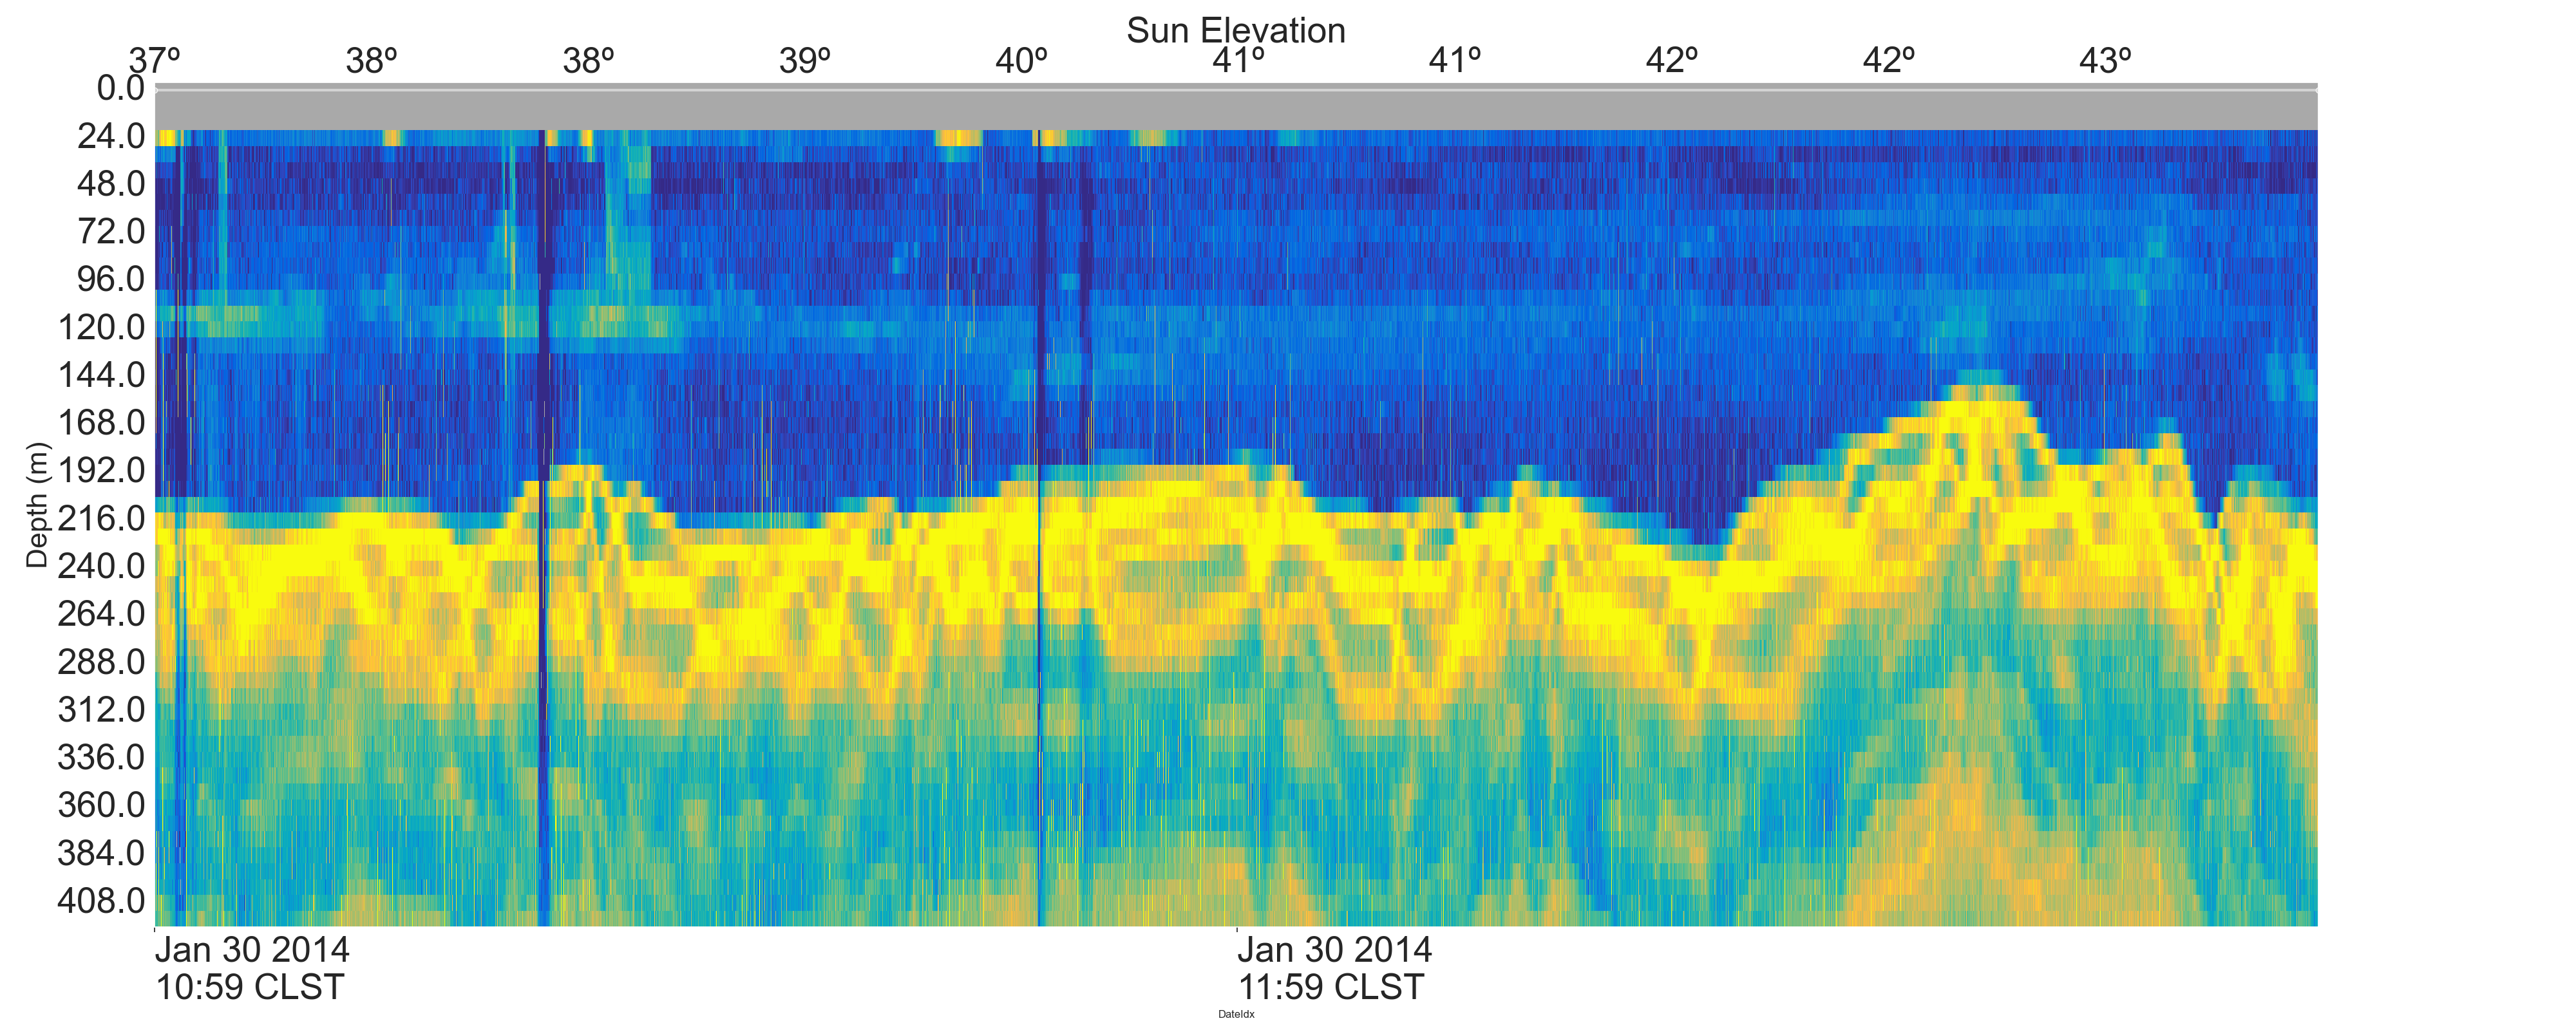 Sun Elevation
37º 38º 38º 39º 40º 41º 41º 42º 42º 43º
0.0
24.0
48.0
72.0
96.0
120.0
144.0
168.0
192.0
216.0
240.0
264.0
288.0
312.0
336.0
360.0
384.0
408.0
Depth (m)
Jan 30 2014
10:59 CLST
Jan 30 2014
11:59 CLST
DateIdx